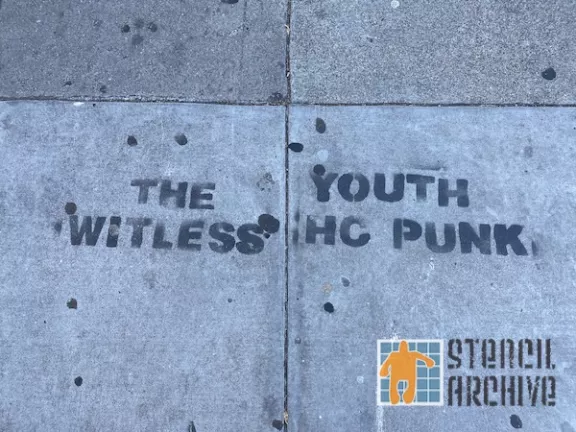 THE YOUTH
WITLESS HC PUNK
STENCIL
ARCHIVE